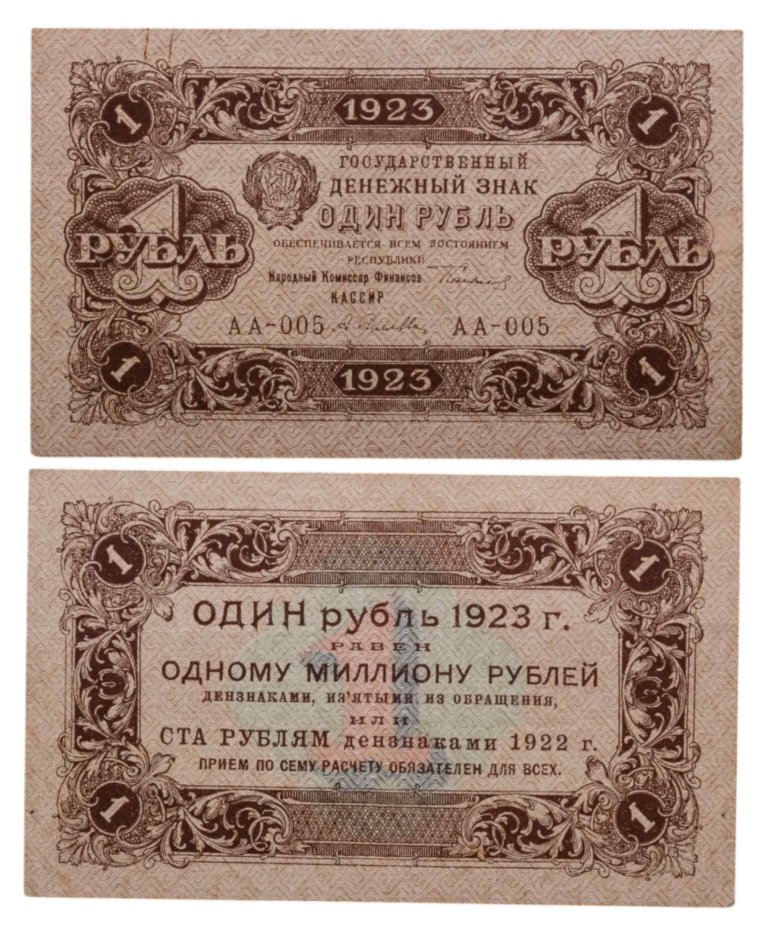 1 1923 1
ГОСУДАРСТВЕННЫЙ
ДЕНЕЖНЫЙ ЗНАК
ОДИН РУБЛЬ
1 РУБЛЬ
1 РУБЛЬ
ОБЕСПЕЧИВАЕТСЯ ВСЕМ ДОСТОЯНИЕМ
РЕСПУБЛИКИ
Народный Комиссар Финансов
КАССИР
АА-005 АА-005
1 1923 1
1 1
ОДИН рубль 1923 г.
РАВЕН
ОДНОМУ МИЛЛИОНУ РУБЛЕЙ
ДЕНЗНАКАМИ, ИЗ'ЯТЫМИ ИЗ ОБРАЩЕНИЯ,
ИЛИ
СТА РУБЛЯМ дензнаками 1922 г.
ПРИЕМ ПО СЕМУ РАСЧЕТУ ОБЯЗАТЕЛЕН ДЛЯ ВСЕХ.
1
1 1